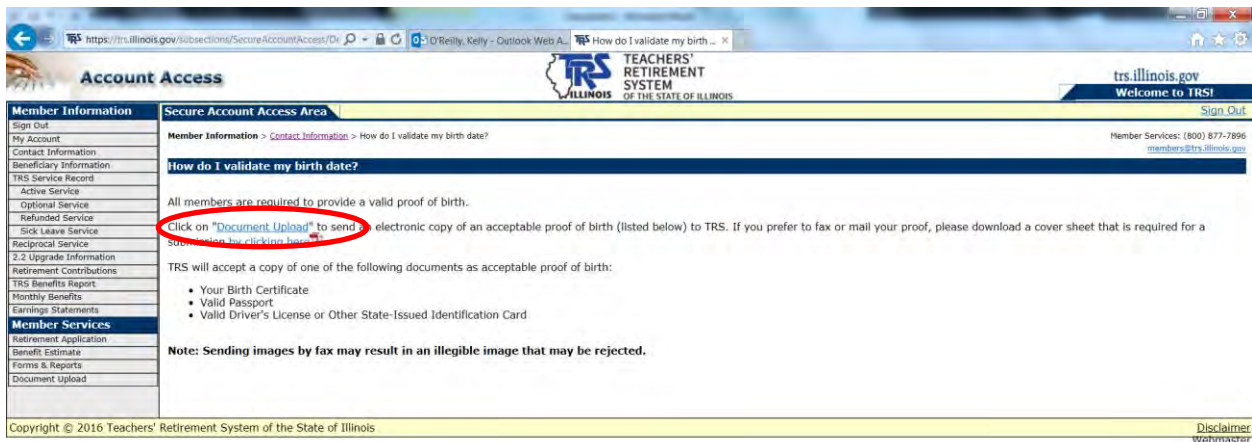 https://trs.illinois.gov/subsections/SecureAccountAccess/De
O'Reilly, Kelly - Outlook Web A...
TRS How do I validate my birth ...
Account Access
TRS
ILLINOIS
TEACHERS'
RETIREMENT
SYSTEM
OF THE STATE OF ILLINOIS
trs.illinois.gov
Welcome to TRS!
Member Information
Sign Out
My Account
Contact Information
Beneficiary Information
TRS Service Record
Active Service
Optional Service
Refunded Service
Sick Leave Service
Reciprocal Service
2.2 Upgrade Information
Retirement Contributions
TRS Benefits Report
Monthly Benefits
Earnings Statements
Member Services
Retirement Application
Benefit Estimate
Forms & Reports
Document Upload
Secure Account Access Area
Sign Out
Member Information > Contact Information > How do I validate my birth date?
Member Services: (800) 877-7896
members@trs.illinois.gov
How do I validate my birth date?
All members are required to provide a valid proof of birth.
Click on "Document Upload" to send an electronic copy of an acceptable proof of birth (listed below) to TRS. If you prefer to fax or mail your proof, please download a cover sheet that is required for a
submission by clicking here
TRS will accept a copy of one of the following documents as acceptable proof of birth:
• Your Birth Certificate
• Valid Passport
• Valid Driver's License or Other State-Issued Identification Card
Note: Sending images by fax may result in an illegible image that may be rejected.
Copyright © 2016 Teachers' Retirement System of the State of Illinois
Disclaimer
Webmaster